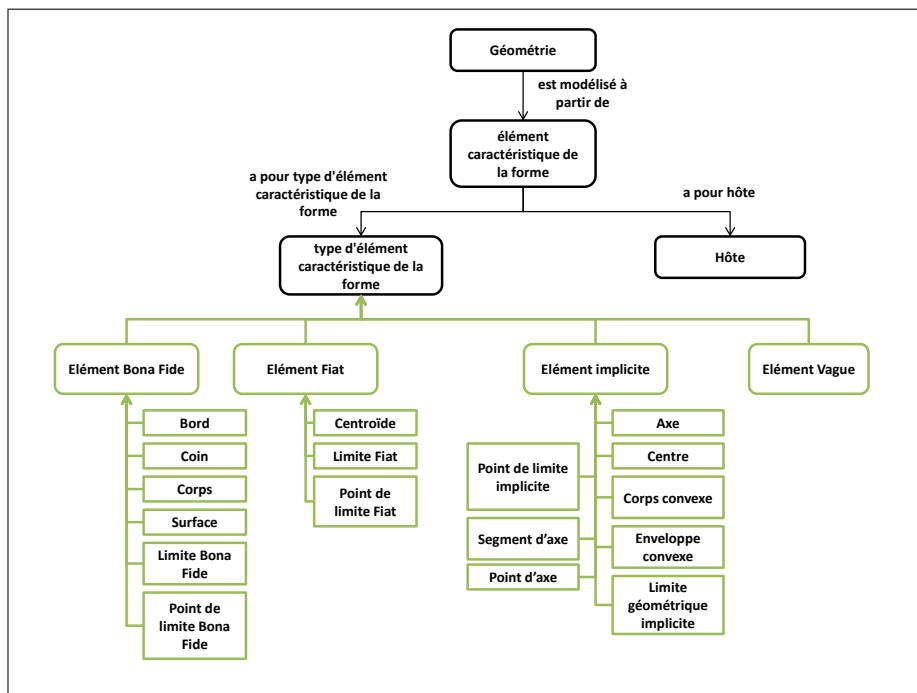 Géométrie
est modélisé à
partir de
élément
caractéristique de
la forme
a pour type d'élément
caractéristique de la
forme
a pour hôte
type d'élément
caractéristique de la
forme
Hôte
Elément Bona Fide
Elément Fiat
Elément implicite
Elément Vague
Bord
Coin
Corps
Surface
Limite Bona
Fide
Point de
limite Bona
Fide
Centroïde
Limite Fiat
Point de
limite Fiat
Point de limite
implicite
Segment d’axe
Point d’axe
Axe
Centre
Corps convexe
Enveloppe
convexe
Limite
géométrique
implicite